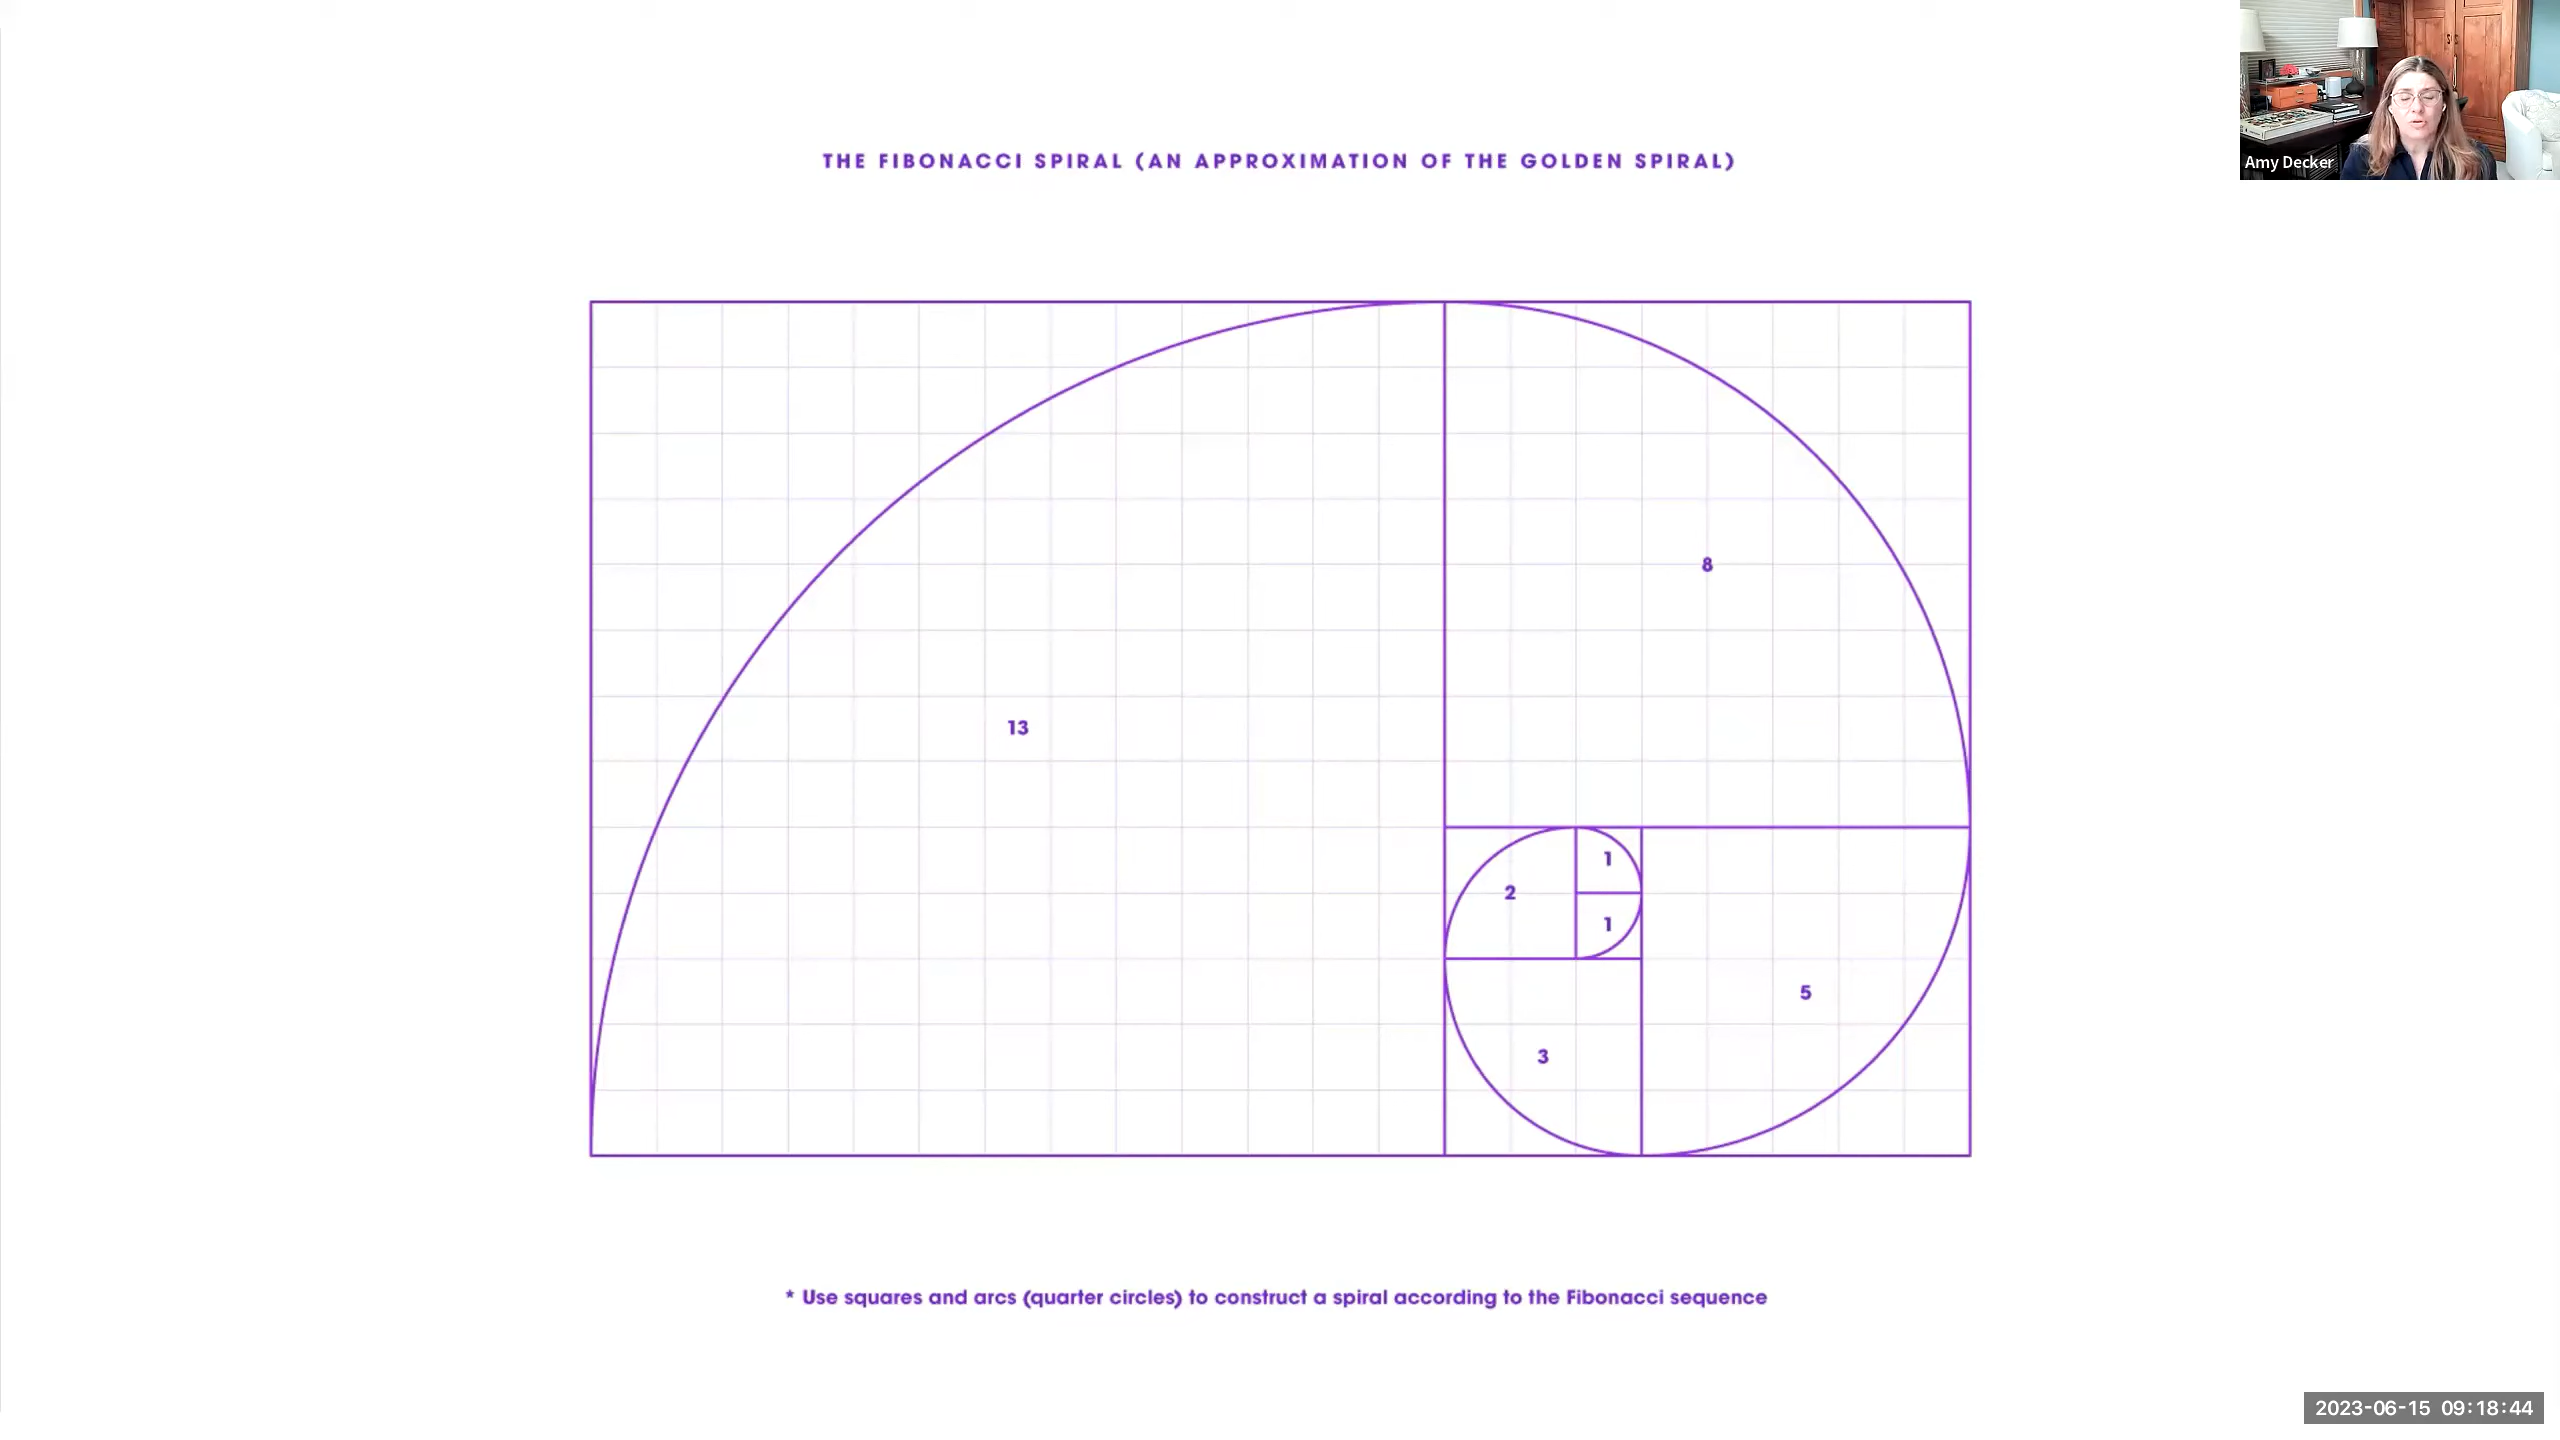 Amy Decker
THE FIBONACCI SPIRAL (AN APPROXIMATION OF THE GOLDEN SPIRAL)
8
13
1
2
1
5
3
* Use squares and arcs (quarter circles) to construct a spiral according to the Fibonacci sequence
2023-06-15 09:18:44